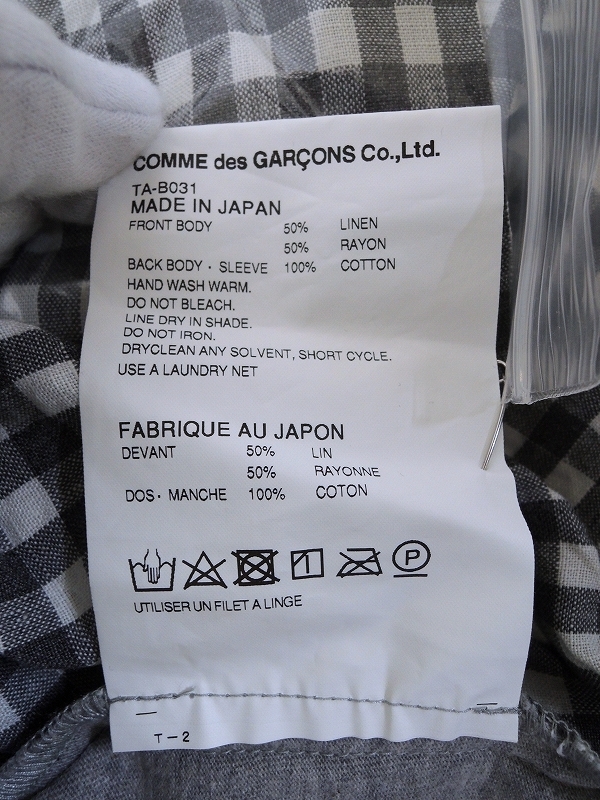 COMME des GARÇONS Co.,Ltd.
TA-B031
MADE IN JAPAN
FRONT BODY 50% LINEN
50% RAYON
BACK BODY · SLEEVE 100% COTTON
HAND WASH WARM.
DO NOT BLEACH.
LINE DRY IN SHADE.
DO NOT IRON.
DRYCLEAN ANY SOLVENT, SHORT CYCLE.
USE A LAUNDRY NET
FABRIQUE AU JAPON
DEVANT 50% LIN
50% RAYONNE
DOS · MANCHE 100% COTON
P
UTILISER UN FILET A LINGE
T-2